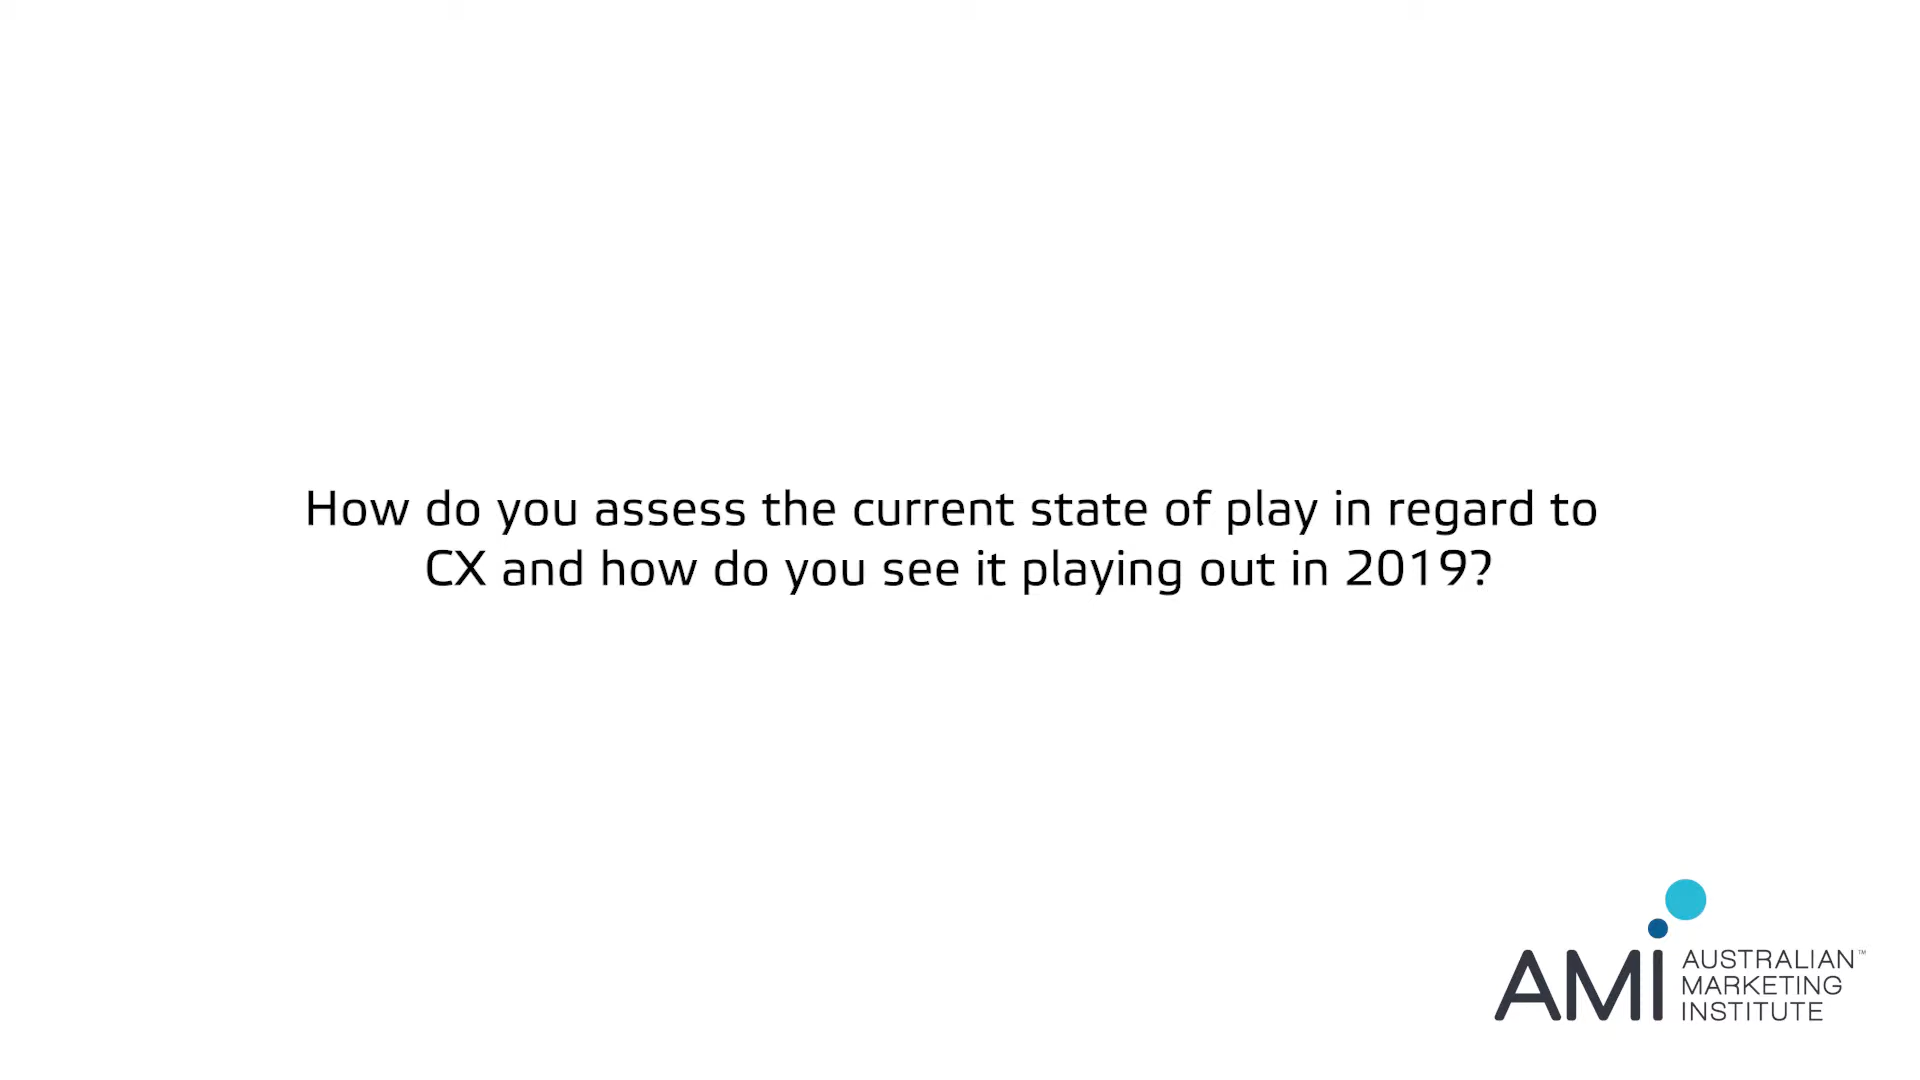 How do you assess the current state of play in regard to
CX and how do you see it playing out in 2019?
AMi
AUSTRALIAN™
MARKETING
INSTITUTE